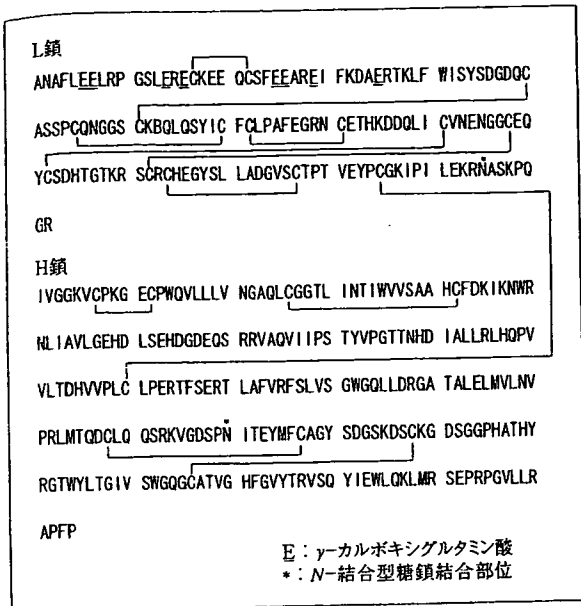 L鎖
ANAFLEELRP GSLERECKEE QCSFEEAREI FKDAERTKLF WISYSDGDQC
ASSPCQNGGS CKBQLQSYIC FCLPAFEGRN CETHKDDQLI CVNENGGCEQ
YCSDHTGTKR SCRCHEGYSL LADGVSCTPT VEYPCGKIPI LEKRNASKPQ
GR
H鎖
IVGGKVCPKG ECPWQVLLLV NGAQLCGGTL INTIWVVSAA HCFDKIKNWR
NLIAVLGEHD LSEHDGDEQS RRVAQVIIPS TYVPGTTNHD IALLRLHQPV
VLTDHVVPLC LPERTFSERT LAFVRFSLVS GWGQLLDRGA TALELMVLNV
PRLMTQDCLQ QSRKVGDSPN ITEYMFCAGY SDGSKDSCKG DSGGPHATHY
RGTWYLTGIV SWGQGCATVG HFGVYTRVSQ YIEWLQKLMR SEPRPGVLLR
APFP
E：γ-カルボキシグルタミン酸
*：N-結合型糖鎖結合部位